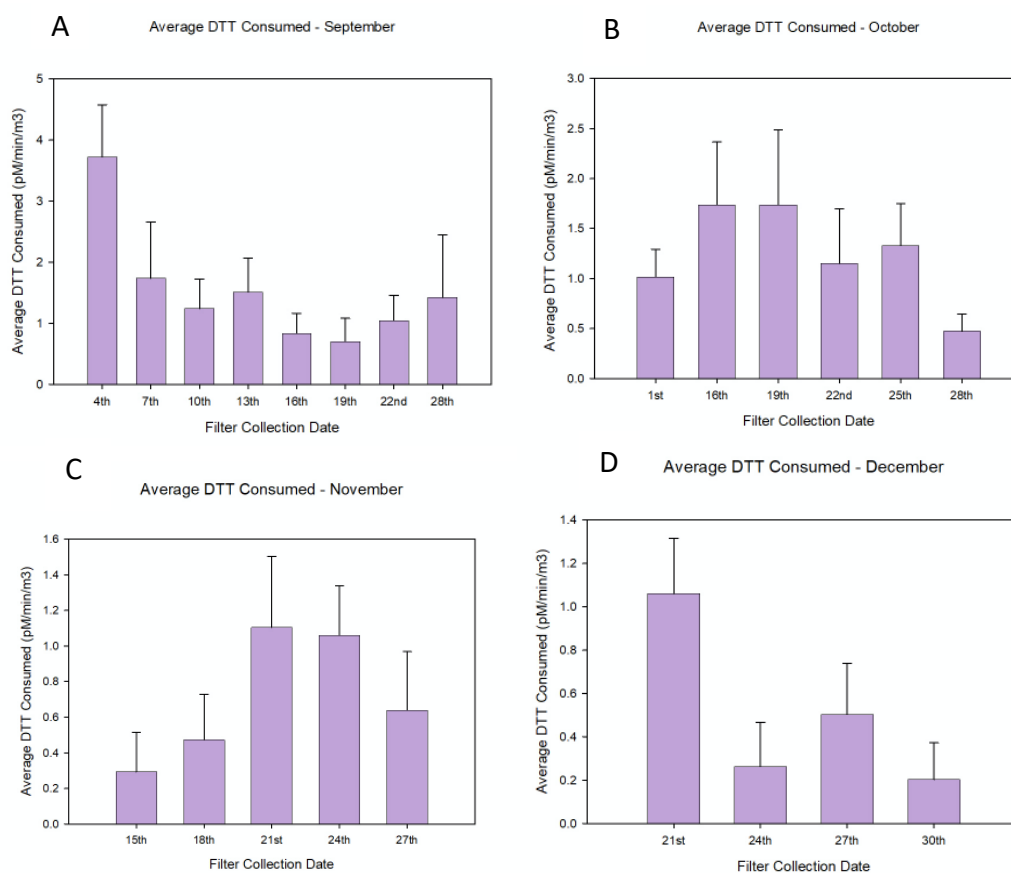 A
Average DTT Consumed - September
Average DTT Consumed (pM/min/m3)
5
4
3
2
1
0
4th 7th 10th 13th 16th 19th 22nd 28th
Filter Collection Date
B
Average DTT Consumed - October
Average DTT Consumed (pM/min/m3)
3.0
2.5
2.0
1.5
1.0
0.5
0.0
1st 16th 19th 22nd 25th 28th
Filter Collection Date
C
Average DTT Consumed - November
Average DTT Consumed (pM/min/m3)
1.6
1.4
1.2
1.0
0.8
0.6
0.4
0.2
0.0
15th 18th 21st 24th 27th
Filter Collection Date
D
Average DTT Consumed - December
Average DTT Consumed (pM/min/m3)
1.4
1.2
1.0
0.8
0.6
0.4
0.2
0.0
21st 24th 27th 30th
Filter Collection Date